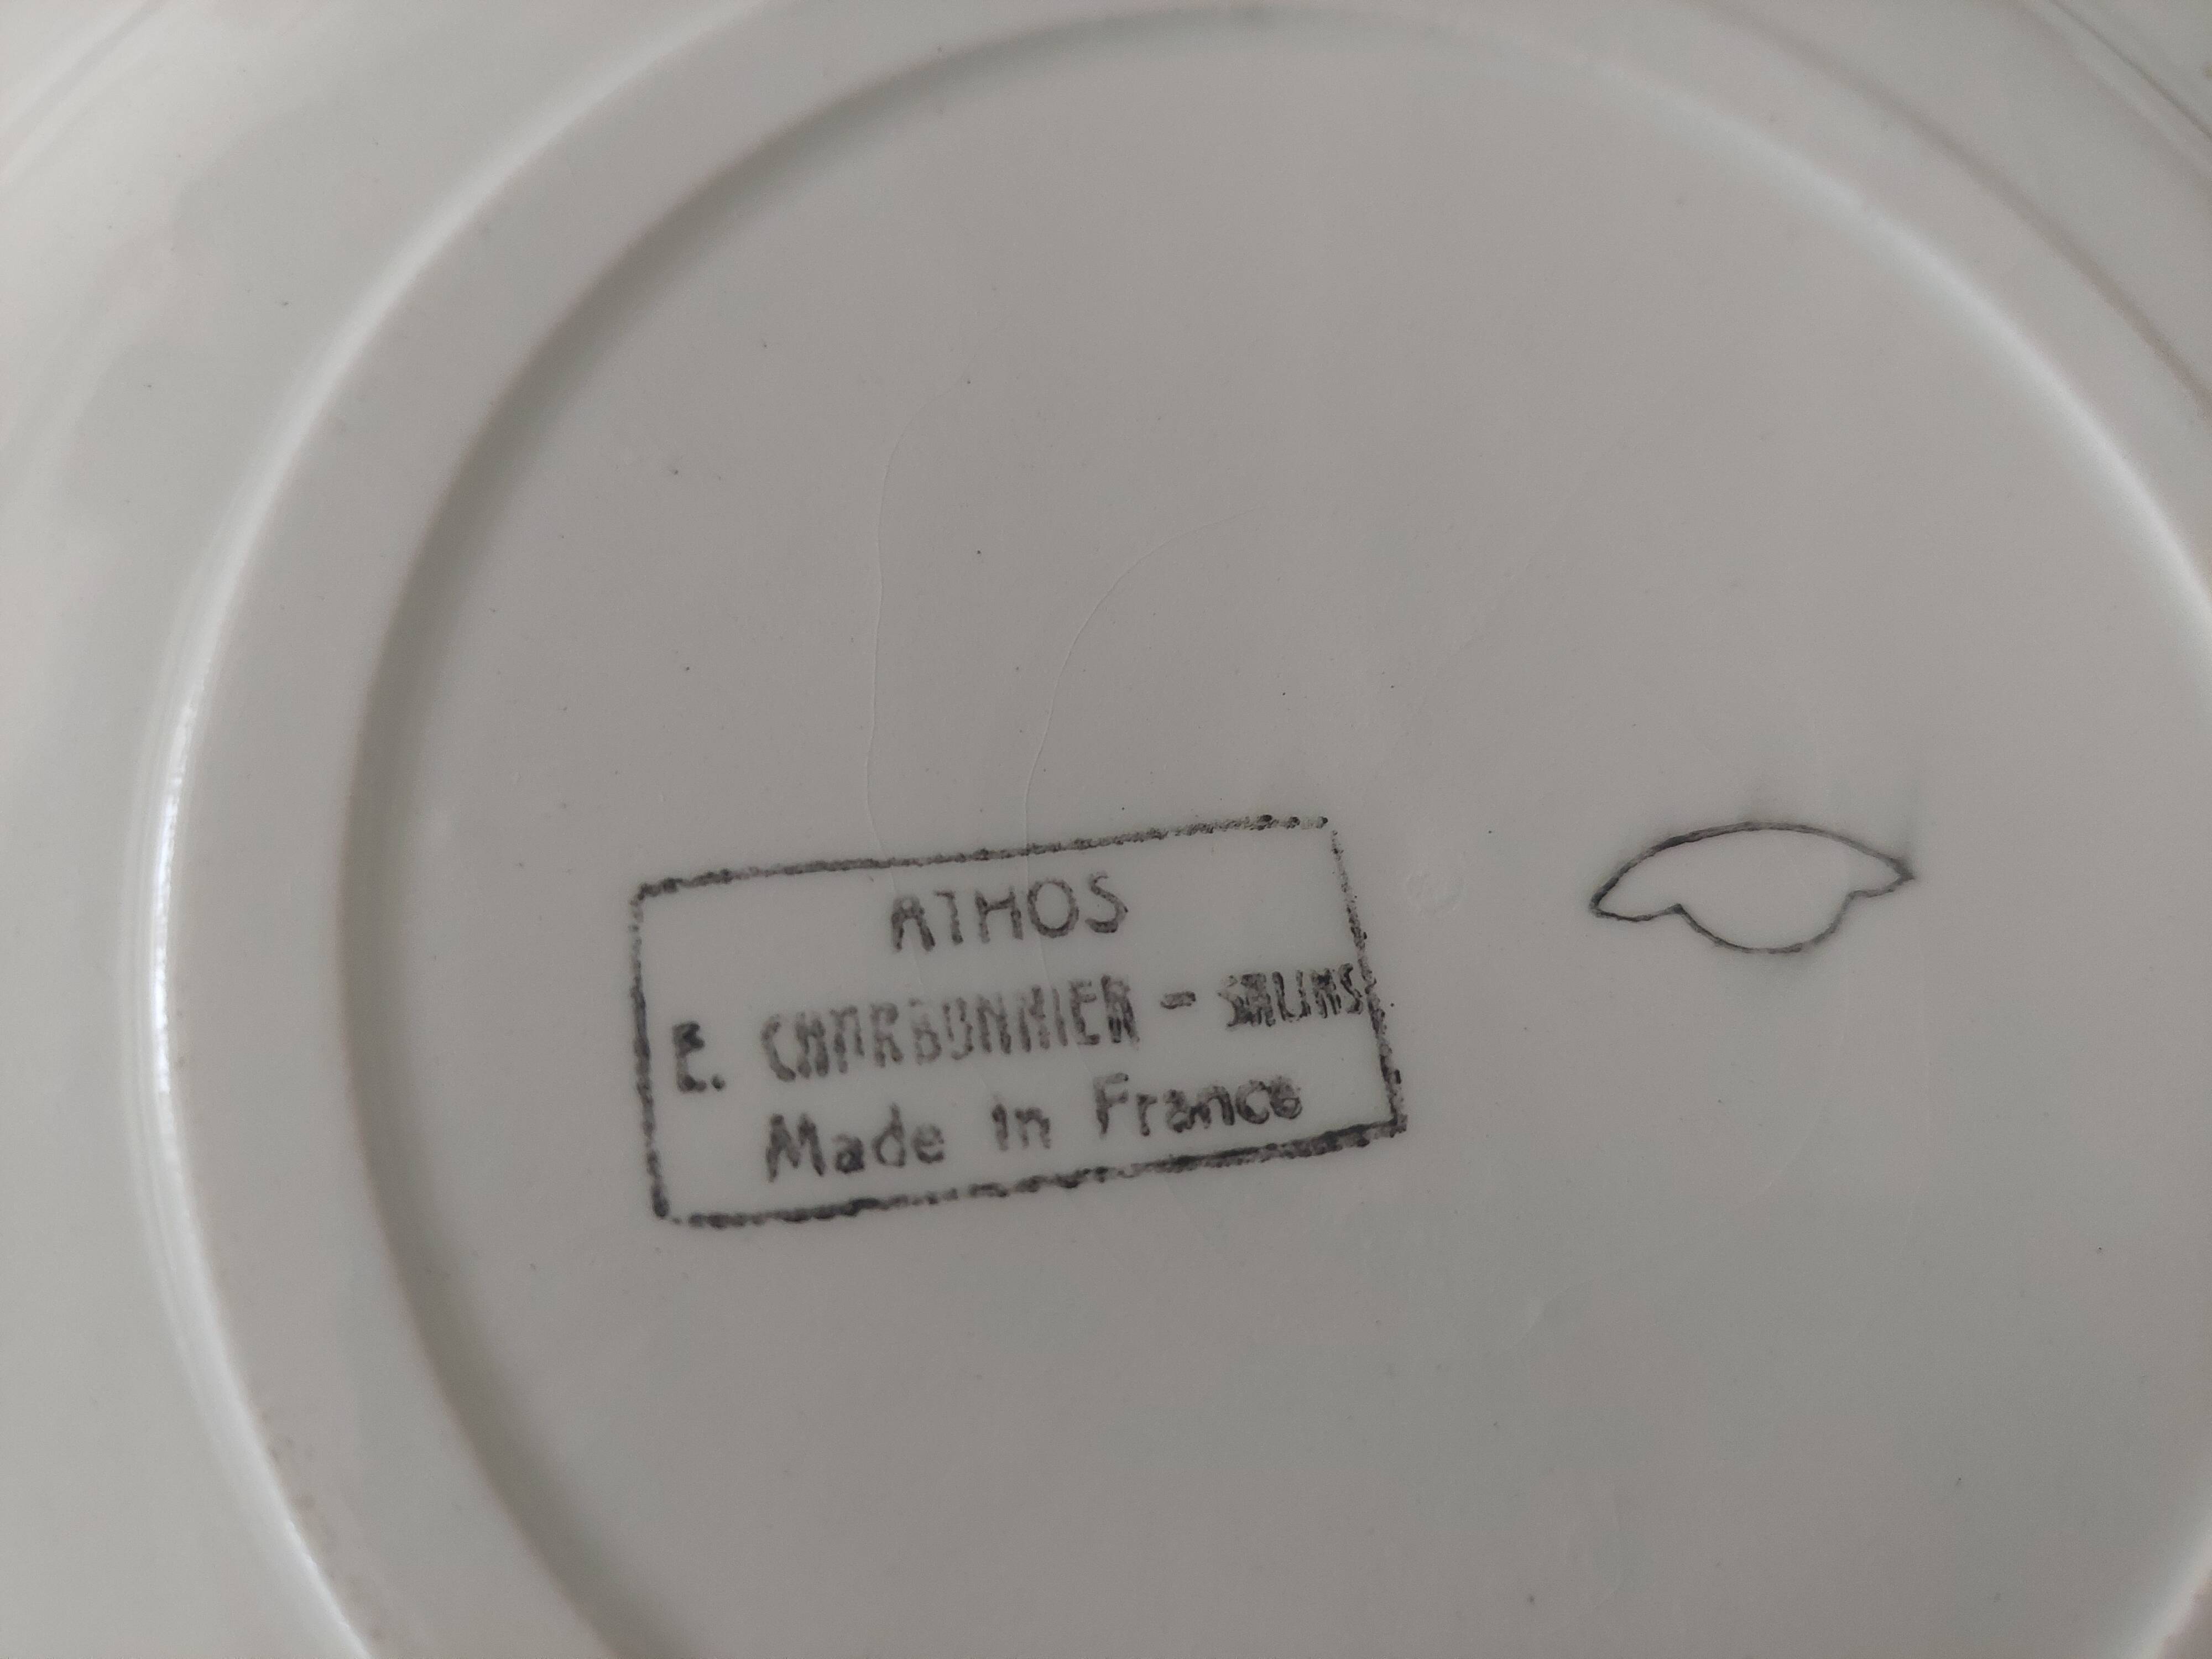 ATHOS
E. CHARBONNIER - SALINS
Made in France